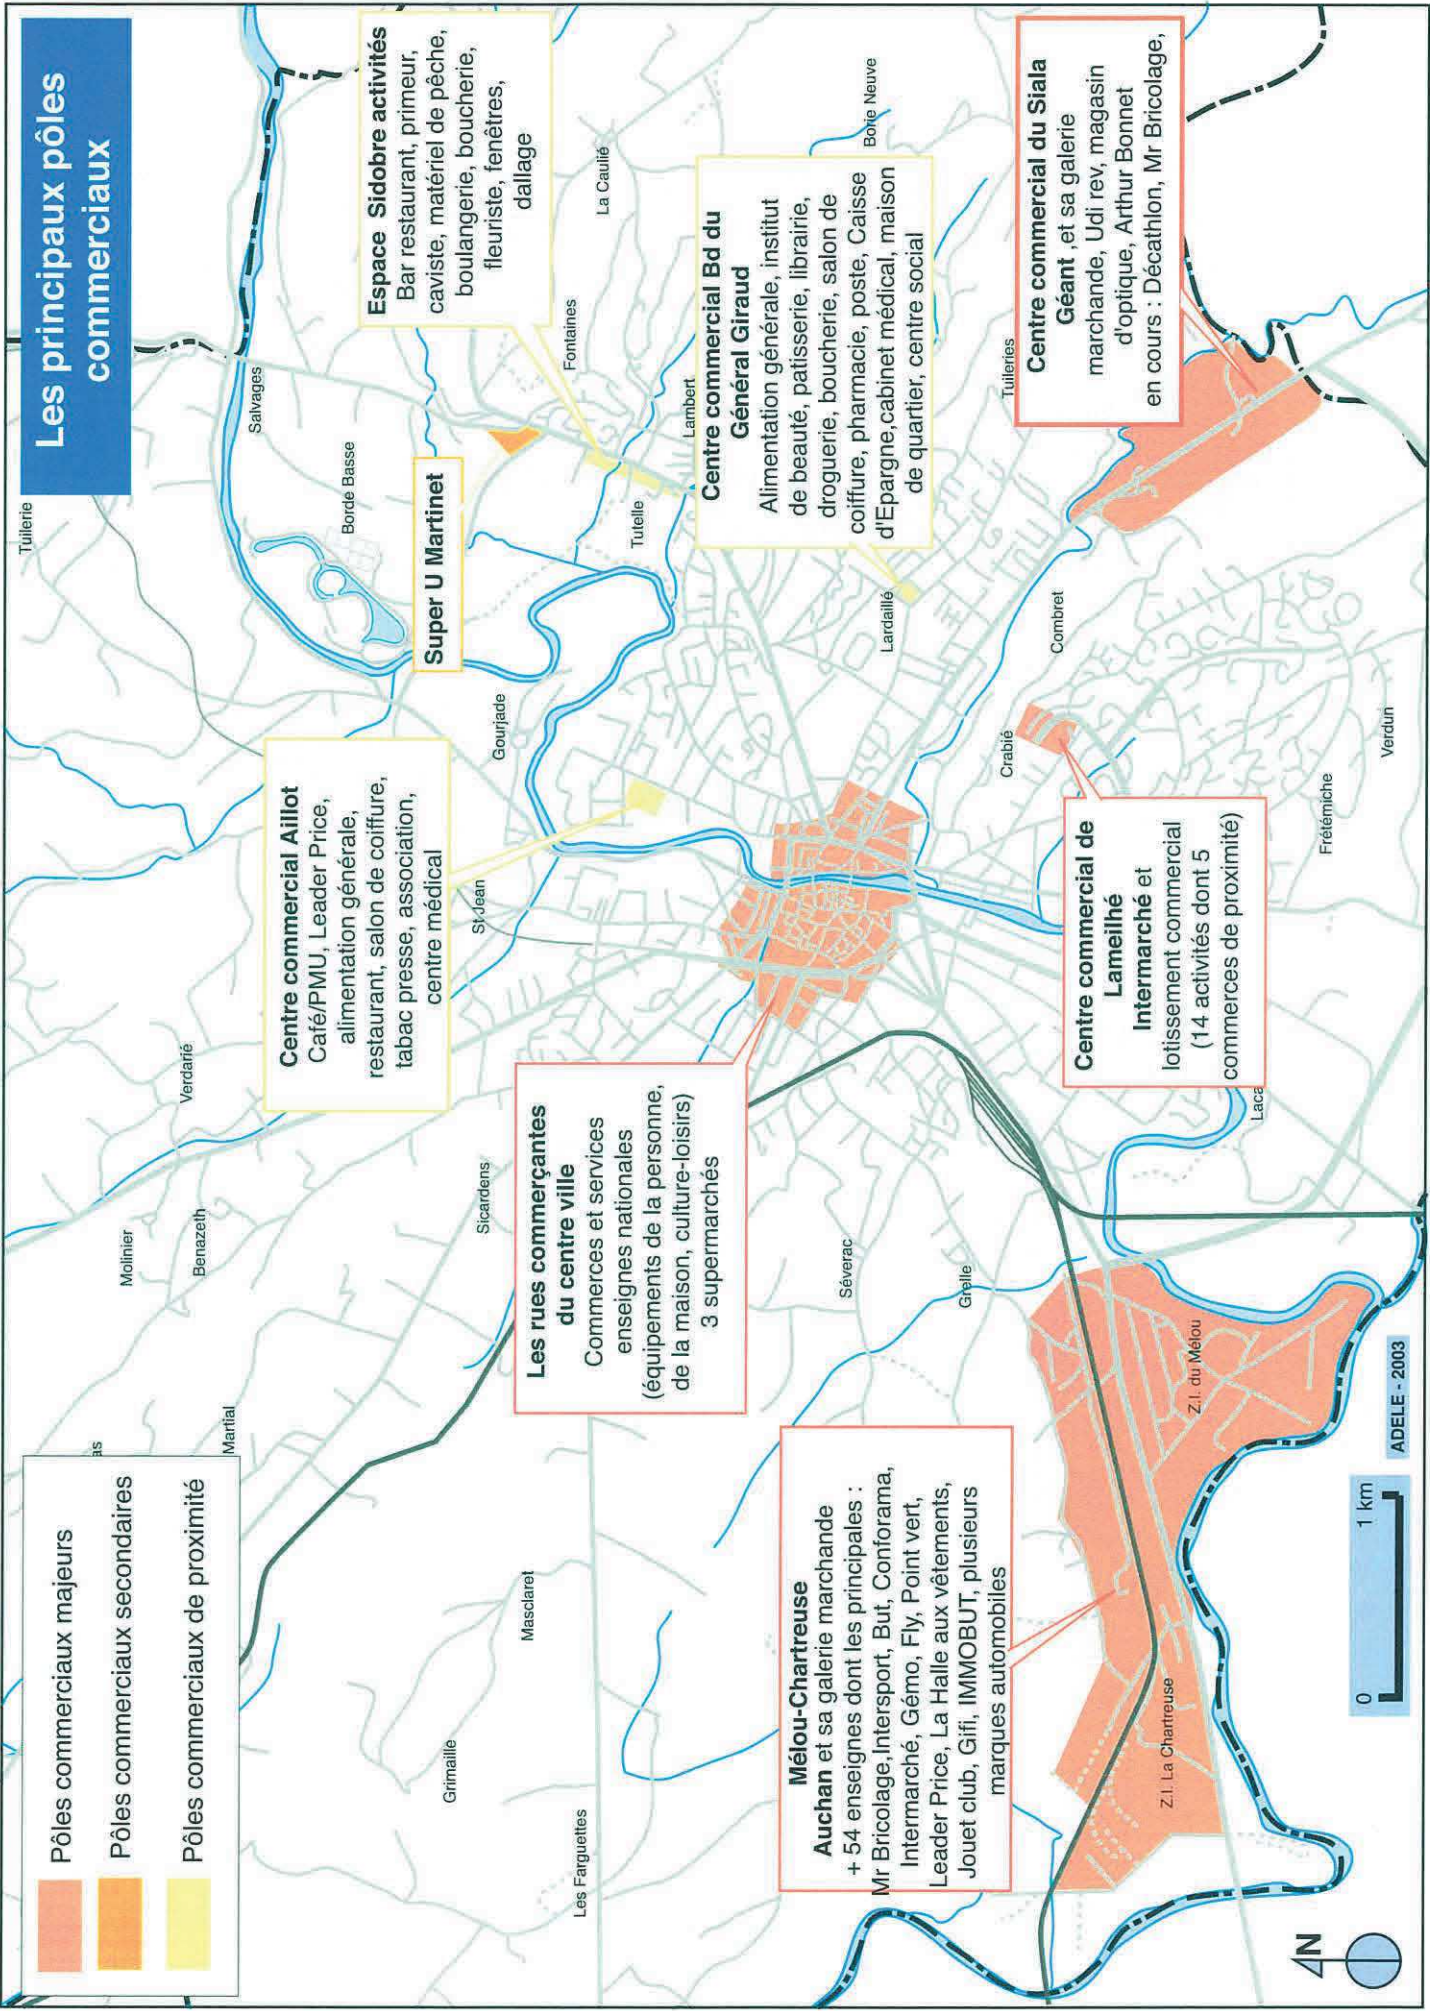 Les principaux pôles
commerciaux
Pôles commerciaux majeurs
Pôles commerciaux secondaires
Pôles commerciaux de proximité
as
Martial
Molinier
Benazeth
Verdarié
Sicardens
Masclaret
Grimaille
Les Farguettes
Tuilerie
Salvages
Borde Basse
Gourjade
St Jean
Centre commercial Aillot
Café/PMU, Leader Price,
alimentation générale,
restaurant, salon de coiffure,
tabac presse, association,
centre médical
Super U Martinet
Espace Sidobre activités
Bar restaurant, primeur,
caviste, matériel de pêche,
boulangerie, boucherie,
fleuriste, fenêtres,
dallage
Fontaines
La Caulié
Tutelle
Lambert
Borie Neuve
Les rues commerçantes
du centre ville
Commerces et services
enseignes nationales
(équipements de la personne,
de la maison, culture-loisirs)
3 supermarchés
Centre commercial Bd du
Général Giraud
Alimentation générale, institut
de beauté, patisserie, librairie,
droguerie, boucherie, salon de
coiffure, pharmacie, poste, Caisse
d'Epargne,cabinet médical, maison
de quartier, centre social
Lardaillé
Tuileries
Séverac
Grelle
Mélou-Chartreuse
Auchan et sa galerie marchande
+ 54 enseignes dont les principales :
Mr Bricolage,Intersport, But, Conforama,
Intermarché, Gémo, Fly, Point vert,
Leader Price, La Halle aux vêtements,
Jouet club, Gifi, IMMOBUT, plusieurs
marques automobiles
Crabié
Combret
Centre commercial du Siala
Géant ,et sa galerie
marchande, Udi rev, magasin
d'optique, Arthur Bonnet
en cours : Décathlon, Mr Bricolage,
Centre commercial de
Lameilhé
Intermarché et
lotissement commercial
(14 activités dont 5
commerces de proximité)
Laca
Frétémiche
Verdun
Z.I. La Chartreuse
Z.I. du Mélou
N
0
1 km
ADELE - 2003